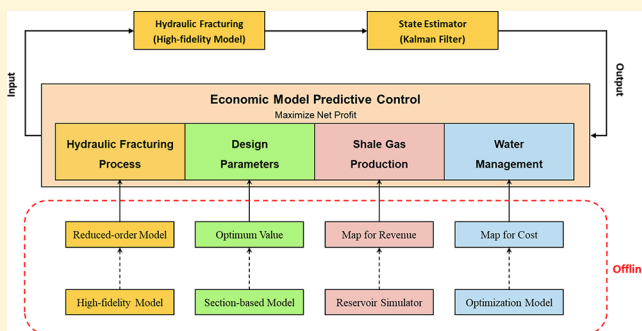 Hydraulic Fracturing
(High-fidelity Model)
State Estimator
(Kalman Filter)
Input
Output
Economic Model Predictive Control
Maximize Net Profit
Hydraulic Fracturing
Process
Design
Parameters
Shale Gas
Production
Water
Management
Reduced-order Model
Optimum Value
Map for Revenue
Map for Cost
Offlin
High-fidelity Model
Section-based Model
Reservoir Simulator
Optimization Model